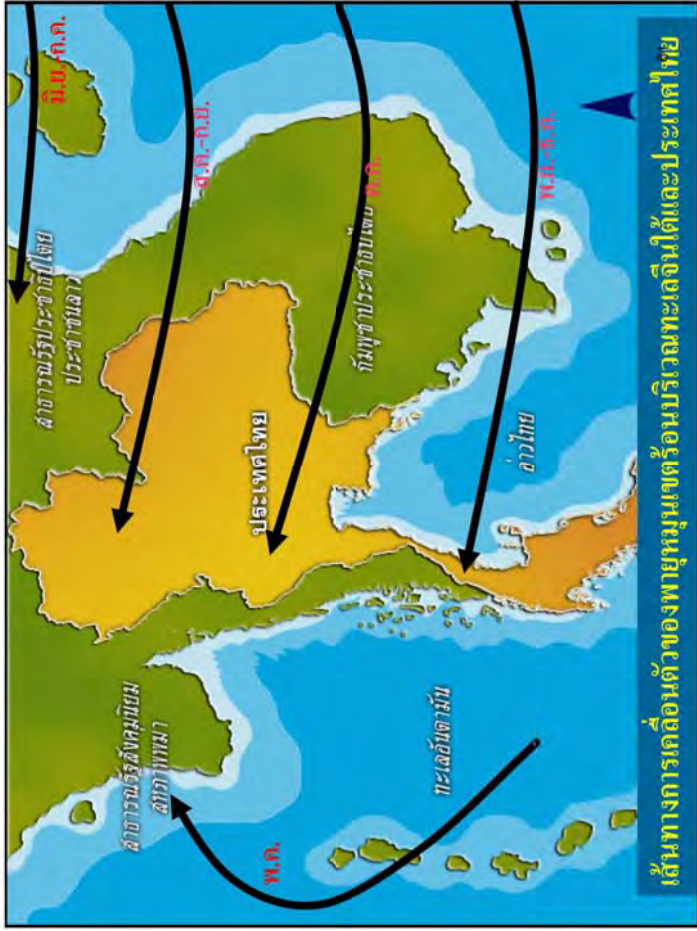 เส้นทางการเคลื่อนตัวของพายุหมุนเขตร้อนบริเวณทะเลจีนใต้และประเทศไทย
มิ.ย.-ก.ค.
สาธารณรัฐประชาธิปไตย
ประชาชนลาว
ส.ค.-ก.ย.
สาธารณรัฐสังคมนิยม
สหภาพพม่า
ประเทศไทย
กัมพูชาประชาธิปไตย
ต.ค.
พ.ค.
อ่าวไทย
พ.ย.-ธ.ค.
ทะเลอันดามัน